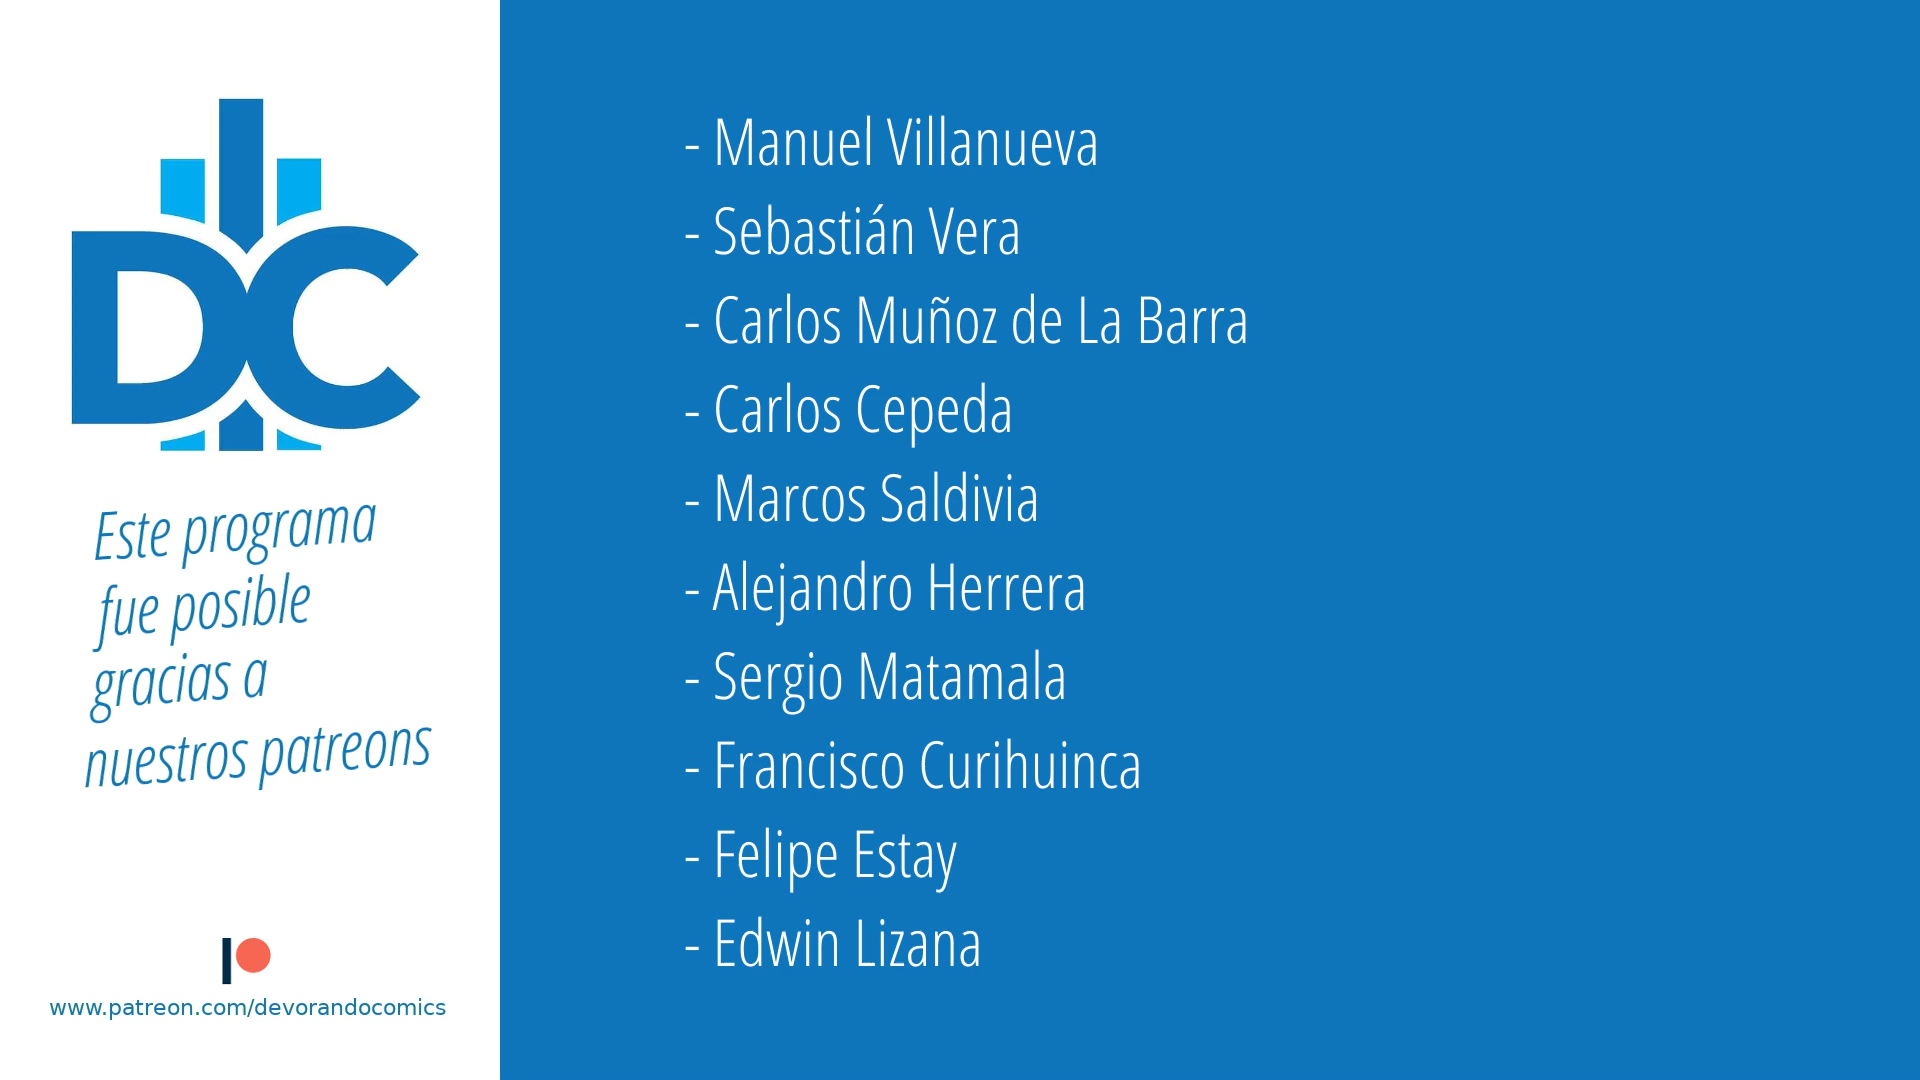 DC
Este programa
fue posible
gracias a
nuestros patreons
www.patreon.com/devorandocomics
- Manuel Villanueva
- Sebastián Vera
- Carlos Muñoz de La Barra
- Carlos Cepeda
- Marcos Saldivia
- Alejandro Herrera
- Sergio Matamala
- Francisco Curihuinca
- Felipe Estay
- Edwin Lizana